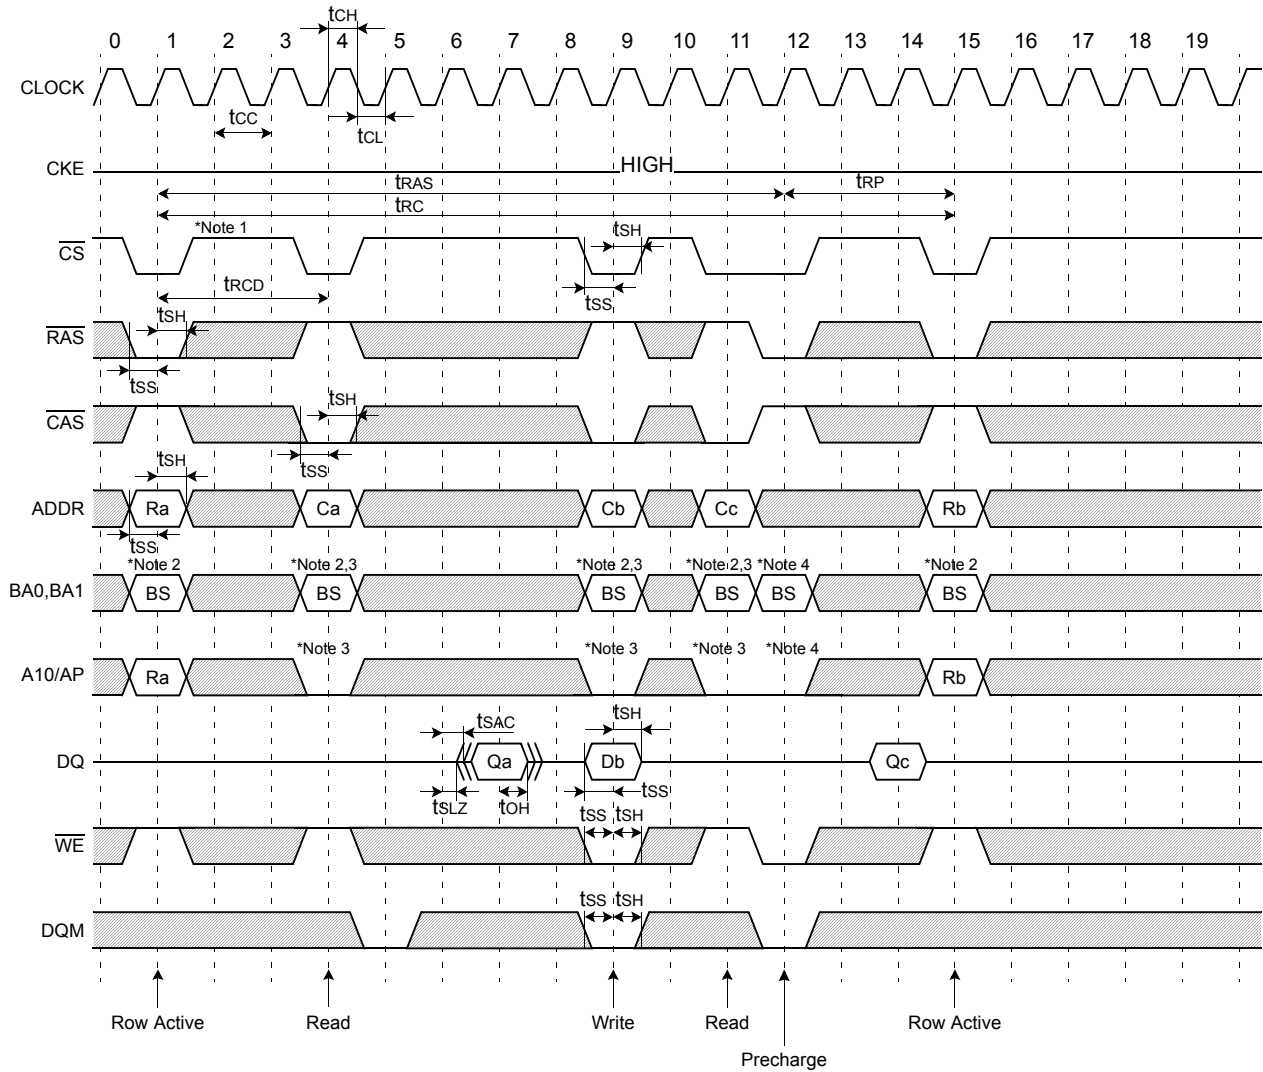 tCH
0 1 2 3 4 5 6 7 8 9 10 11 12 13 14 15 16 17 18 19
CLOCK
tCC
tCL
CKE
HIGH
tRAS
tRP
tRC
*Note 1
CS
tSH
tRCD
tSS
tSH
RAS
tSS
tSH
CAS
tSS
tSH
ADDR
Ra
Ca
Cb
Cc
Rb
tSS
*Note 2
*Note 2,3
*Note 2,3
*Note 2,3
*Note 4
*Note 2
BA0,BA1
BS
BS
BS
BS
BS
BS
*Note 3
*Note 3
*Note 3
*Note 4
A10/AP
Ra
Rb
tSAC
tSH
DQ
Qa
Db
Qc
tSLZ
tOH
tSS
tSS
tSH
WE
tSS
tSH
DQM
Row Active
Read
Write
Read
Row Active
Precharge